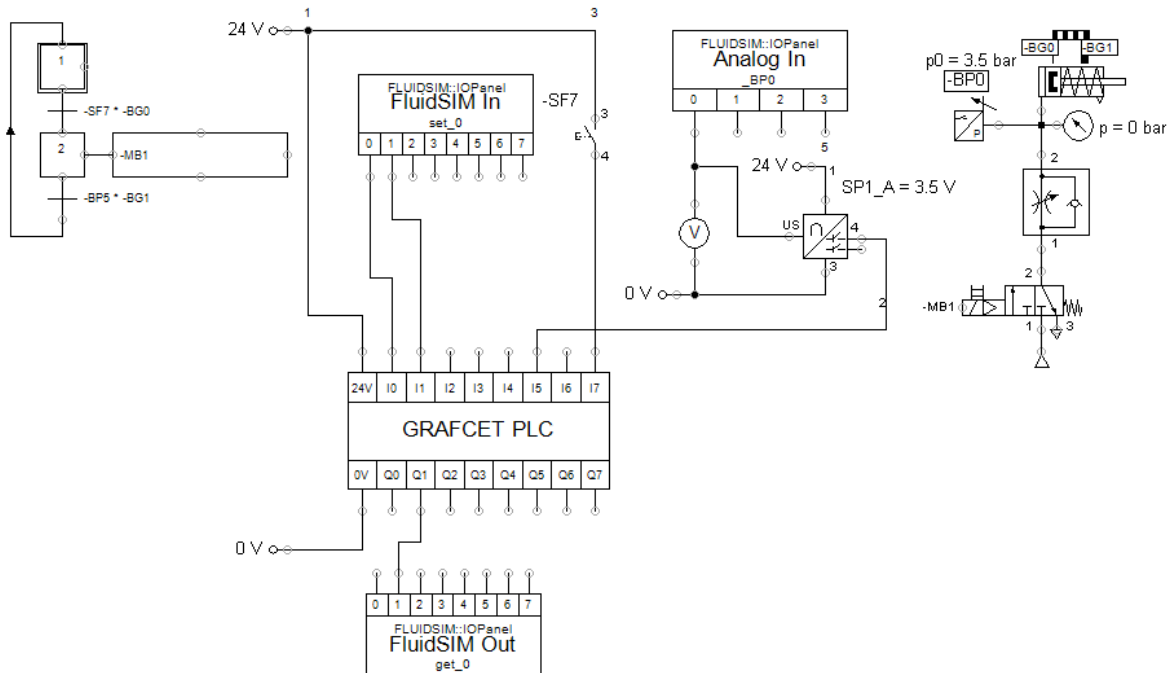 1
-SF7 * -BG0
2
-MB1
-BP5 * -BG1
1
3
24 V
FLUIDSIM::IOPanel
FluidSIM In
set_0
0 1 2 3 4 5 6 7
-SF7
3
4
FLUIDSIM::IOPanel
Analog In
_BP0
0 1 2 3
5
24 V
1
SP1_A = 3.5 V
US
4
V
3
0 V
2
24V I0 I1 I2 I3 I4 I5 I6 I7
GRAFCET PLC
0V Q0 Q1 Q2 Q3 Q4 Q5 Q6 Q7
0 V
0 1 2 3 4 5 6 7
FLUIDSIM::IOPanel
FluidSIM Out
get_0
-BG0 -BG1
p0 = 3.5 bar
-BP0
P
p = 0 bar
2
1
2
-MB1
1
3